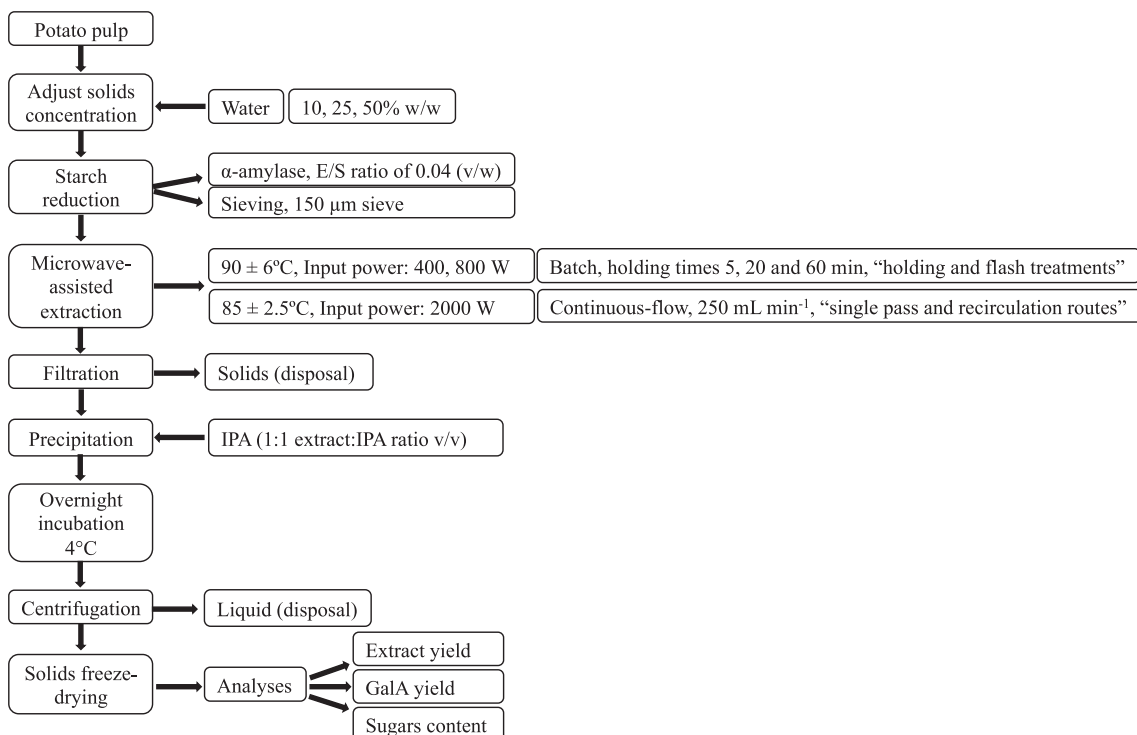 Potato pulp
Adjust solids
concentration
Water
10, 25, 50% w/w
Starch
reduction
α-amylase, E/S ratio of 0.04 (v/w)
Sieving, 150 µm sieve
Microwave-
assisted
extraction
90 ± 6ºC, Input power: 400, 800 W
Batch, holding times 5, 20 and 60 min, “holding and flash treatments”
85 ± 2.5ºC, Input power: 2000 W
Continuous-flow, 250 mL min-1, “single pass and recirculation routes”
Filtration
Solids (disposal)
Precipitation
IPA (1:1 extract:IPA ratio v/v)
Overnight
incubation
4°C
Centrifugation
Liquid (disposal)
Solids freeze-
drying
Analyses
Extract yield
GalA yield
Sugars content